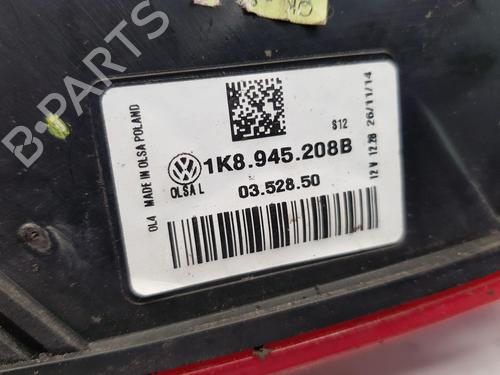 B-PARTS
S12
1K8.945.208B
OLSA L
03.528.50
OL4 MADE IN OLSA POLAND
12 V 12.28 26/11/14